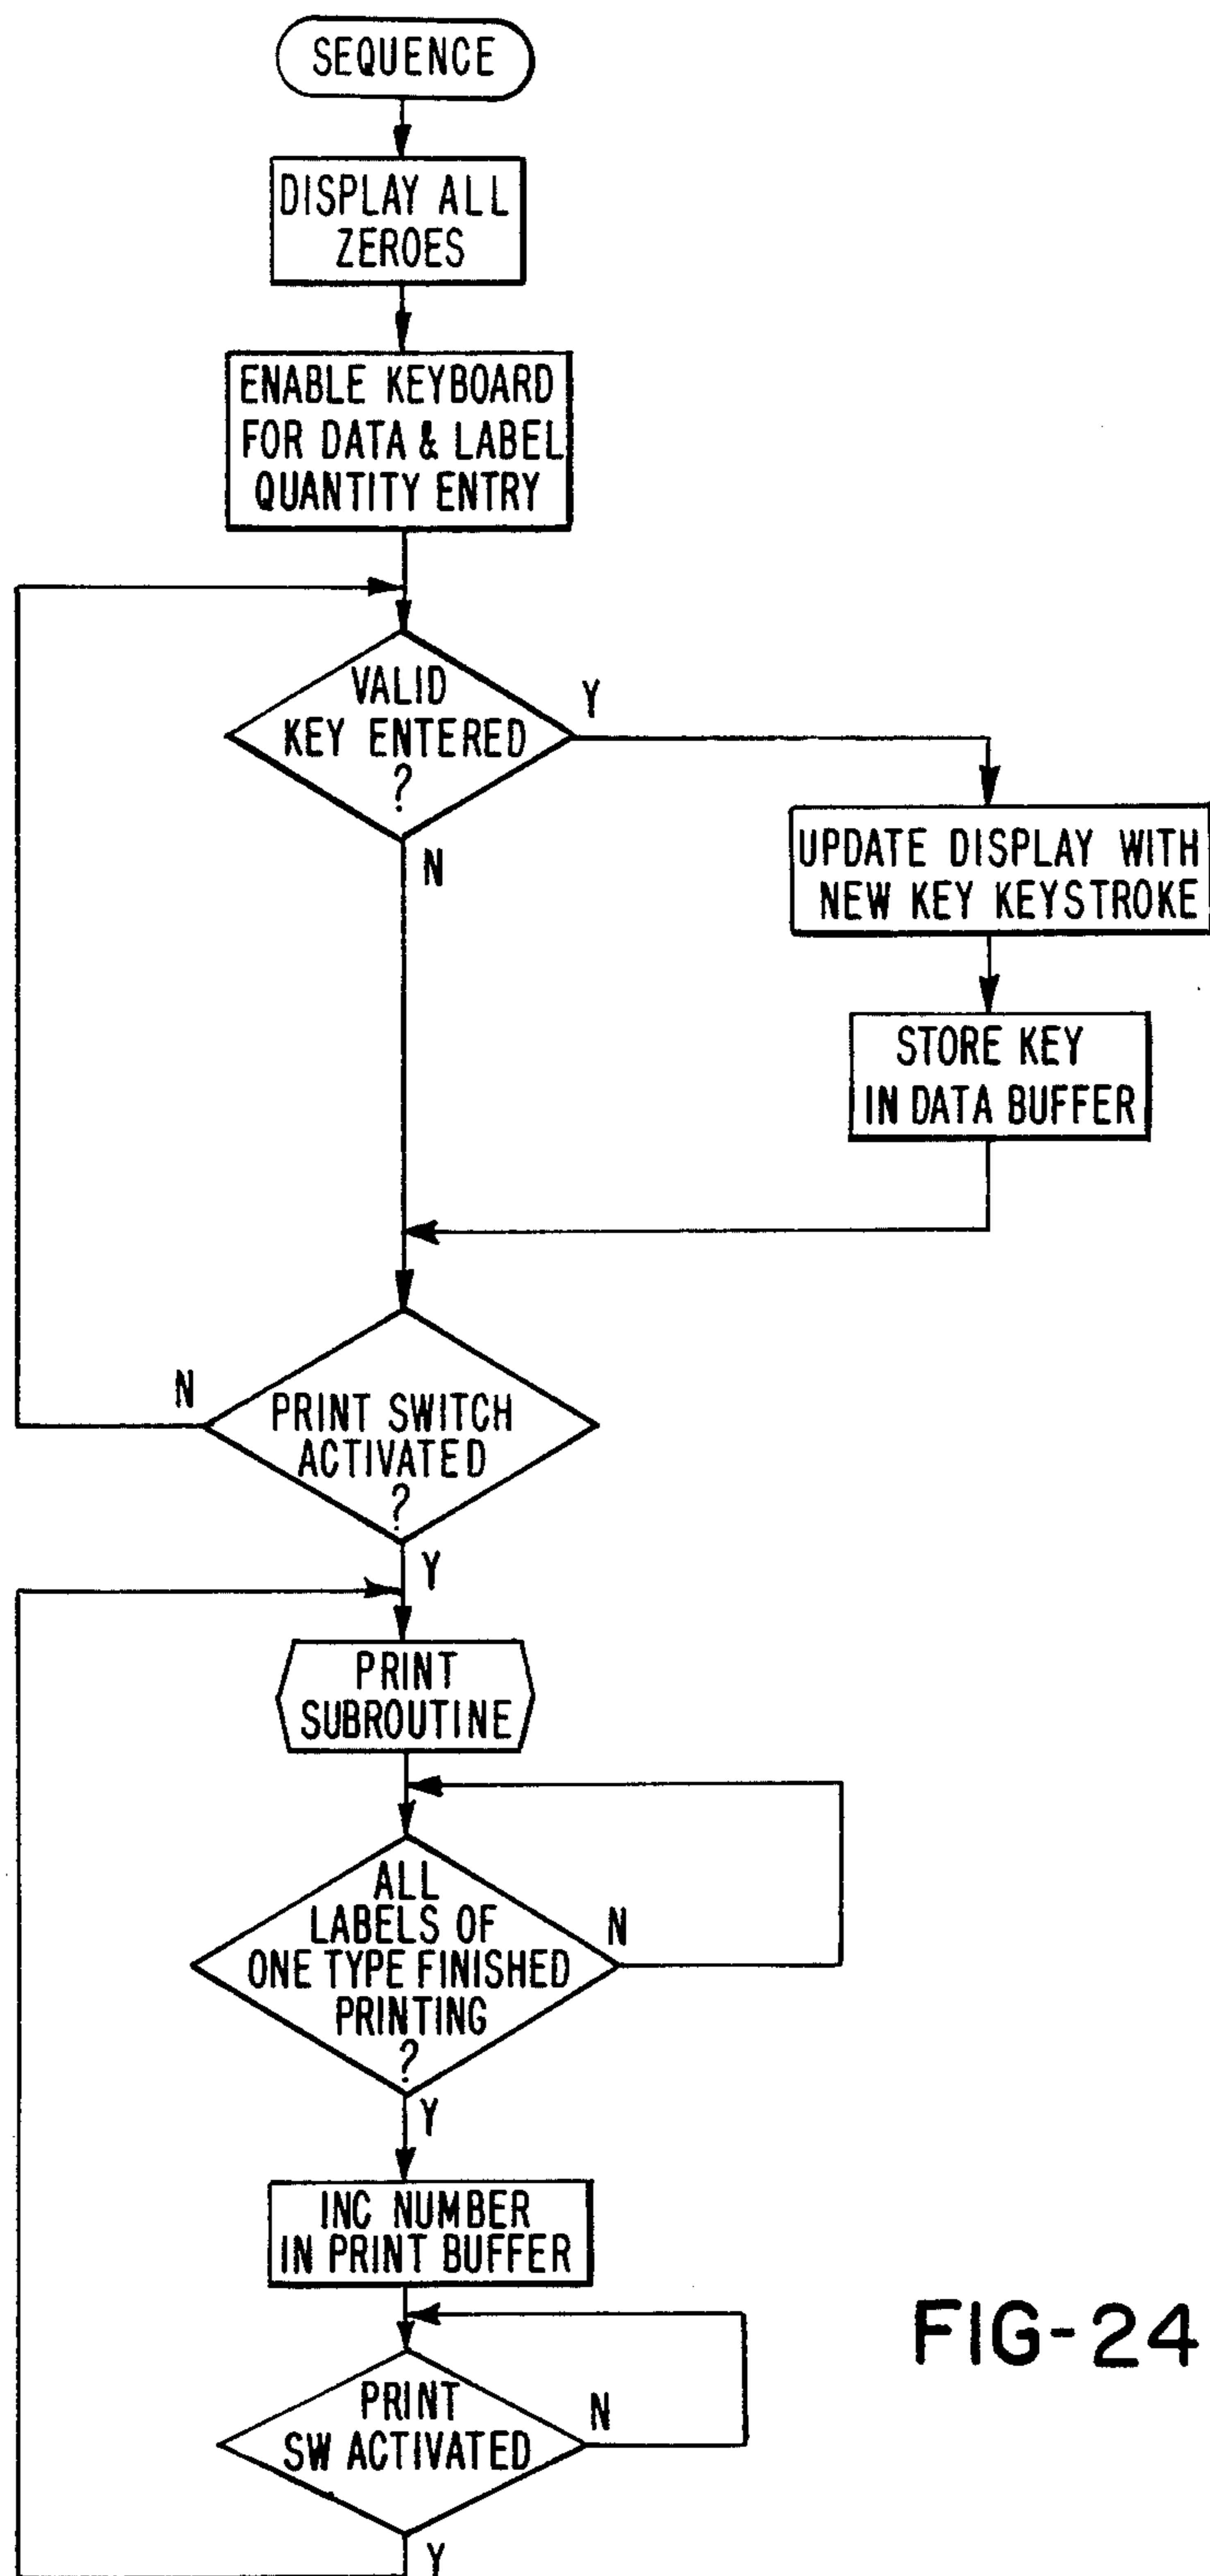 SEQUENCE
DISPLAY ALL
ZEROES
ENABLE KEYBOARD
FOR DATA & LABEL
QUANTITY ENTRY
VALID
KEY ENTERED
?
Y
N
UPDATE DISPLAY WITH
NEW KEY KEYSTROKE
STORE KEY
IN DATA BUFFER
N
PRINT SWITCH
ACTIVATED
?
Y
PRINT
SUBROUTINE
ALL
LABELS OF
ONE TYPE FINISHED
PRINTING
?
N
Y
INC NUMBER
IN PRINT BUFFER
PRINT
SW ACTIVATED
N
Y
FIG-24